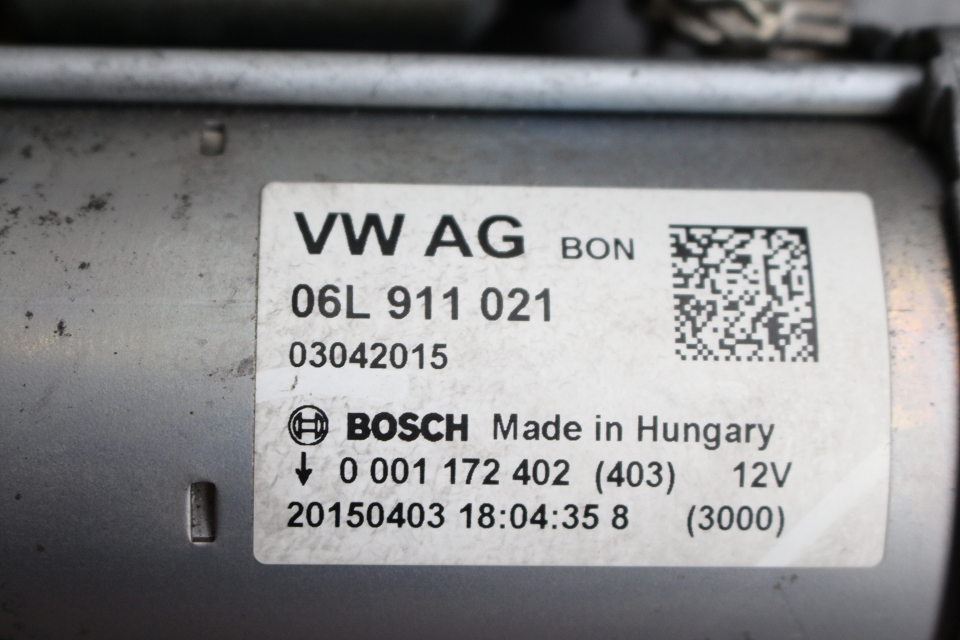 VW AG BON
06L 911 021
03042015
BOSCH Made in Hungary
↓ 0 001 172 402 (403) 12V
20150403 18:04:35 8 (3000)